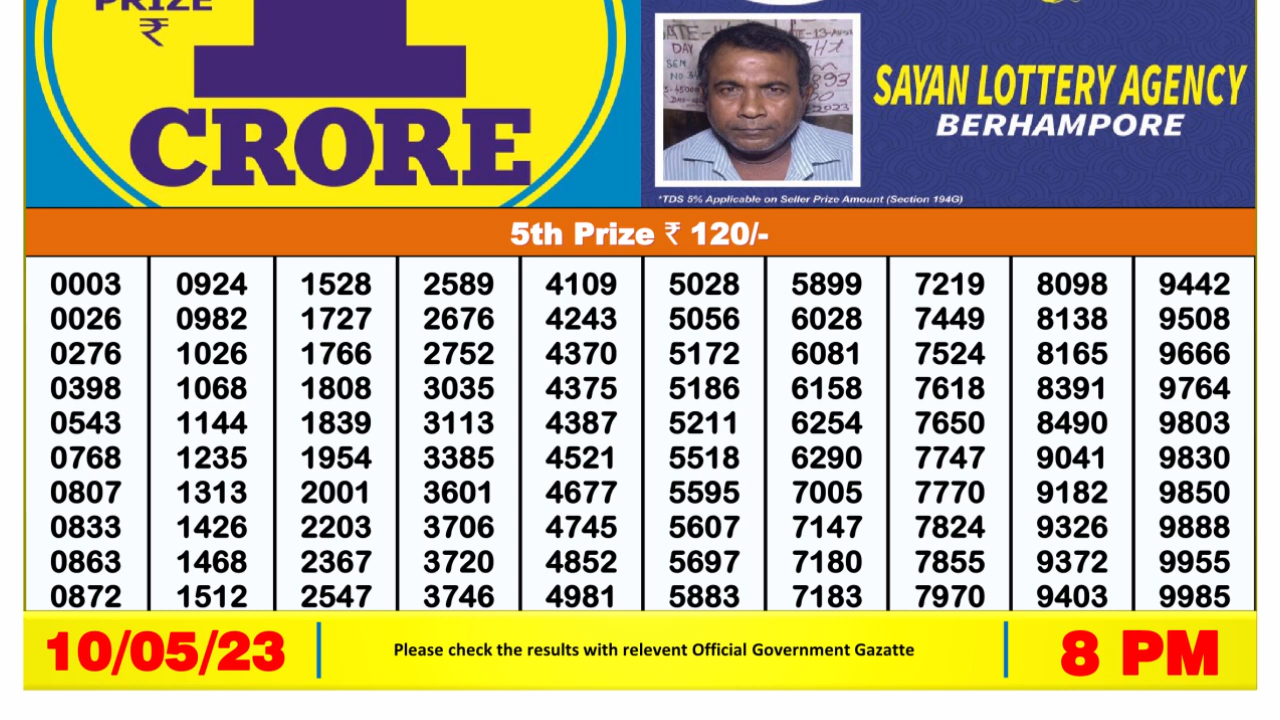 PRIZE
₹
1
CRORE
DAY
SAYAN LOTTERY AGENCY
BERHAMPORE
*TDS 5% Applicable on Seller Prize Amount (Section 194G)
5th Prize ₹ 120/-
0003 0924 1528 2589 4109 5028 5899 7219 8098 9442
0026 0982 1727 2676 4243 5056 6028 7449 8138 9508
0276 1026 1766 2752 4370 5172 6081 7524 8165 9666
0398 1068 1808 3035 4375 5186 6158 7618 8391 9764
0543 1144 1839 3113 4387 5211 6254 7650 8490 9803
0768 1235 1954 3385 4521 5518 6290 7747 9041 9830
0807 1313 2001 3601 4677 5595 7005 7770 9182 9850
0833 1426 2203 3706 4745 5607 7147 7824 9326 9888
0863 1468 2367 3720 4852 5697 7180 7855 9372 9955
0872 1512 2547 3746 4981 5883 7183 7970 9403 9985
10/05/23
Please check the results with relevent Official Government Gazatte
8 PM